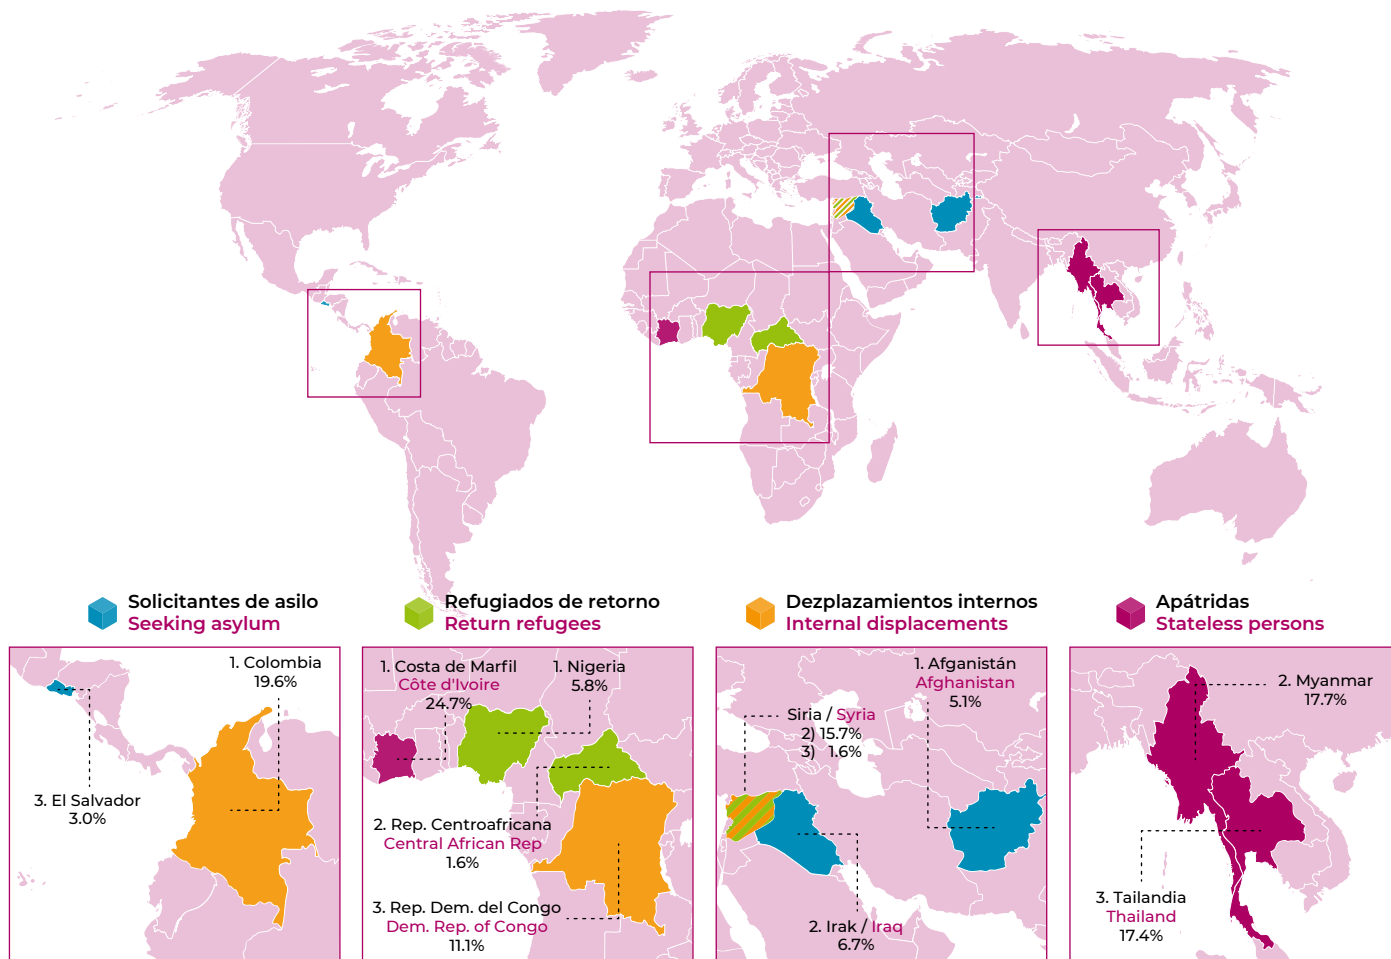 Solicitantes de asilo
Seeking asylum
Refugiados de retorno
Return refugees
Dezplazamientos internos
Internal displacements
Apátridas
Stateless persons
1. Colombia
19.6%
3. El Salvador
3.0%
1. Costa de Marfil
Côte d'Ivoire
24.7%
1. Nigeria
5.8%
2. Rep. Centroafricana
Central African Rep
1.6%
3. Rep. Dem. del Congo
Dem. Rep. of Congo
11.1%
1. Afganistán
Afghanistan
5.1%
Siria / Syria
2) 15.7%
3) 1.6%
2. Irak / Iraq
6.7%
2. Myanmar
17.7%
3. Tailandia
Thailand
17.4%